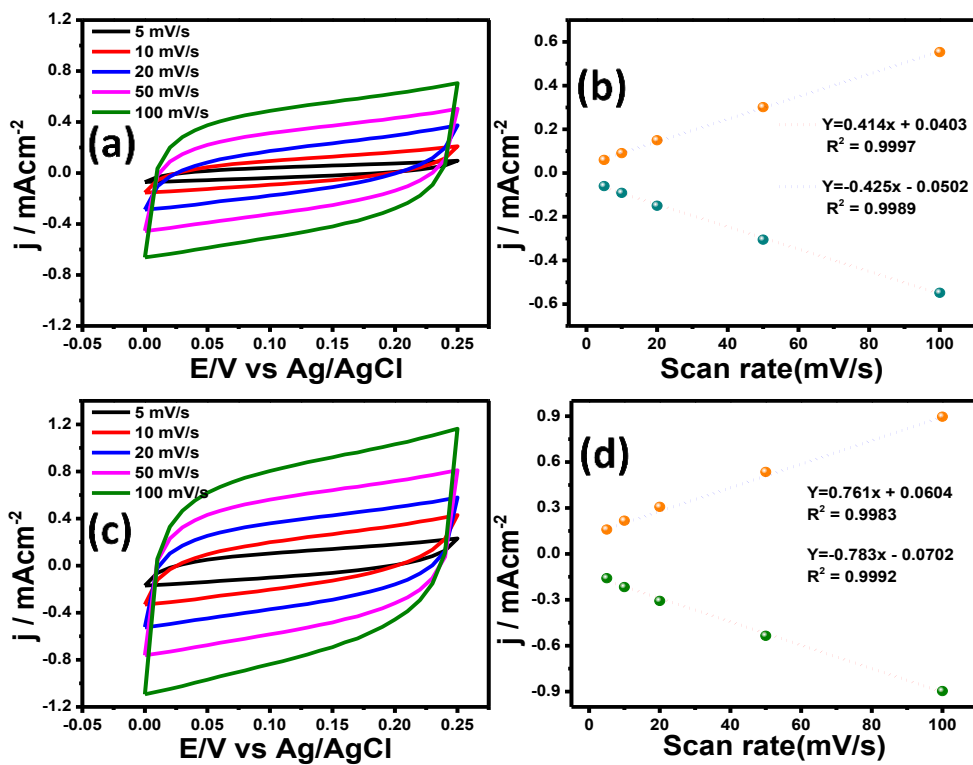 1.2
0.8
0.4
0.0
-0.4
-0.8
-1.2
j / mAcm⁻²
5 mV/s
10 mV/s
20 mV/s
50 mV/s
100 mV/s
(a)
-0.05 0.00 0.05 0.10 0.15 0.20 0.25
E/V vs Ag/AgCl
0.6
0.4
0.2
0.0
-0.2
-0.4
-0.6
j / mAcm⁻²
(b)
Y=0.414x + 0.0403
R² = 0.9997
Y=-0.425x - 0.0502
R² = 0.9989
0 20 40 60 80 100
Scan rate(mV/s)
1.2
0.8
0.4
0.0
-0.4
-0.8
-1.2
j / mAcm⁻²
5 mV/s
10 mV/s
20 mV/s
50 mV/s
100 mV/s
(c)
-0.05 0.00 0.05 0.10 0.15 0.20 0.25
E/V vs Ag/AgCl
0.9
0.6
0.3
0.0
-0.3
-0.6
-0.9
j / mAcm⁻²
(d)
Y=0.761x + 0.0604
R² = 0.9983
Y=-0.783x - 0.0702
R² = 0.9992
0 20 40 60 80 100
Scan rate(mV/s)